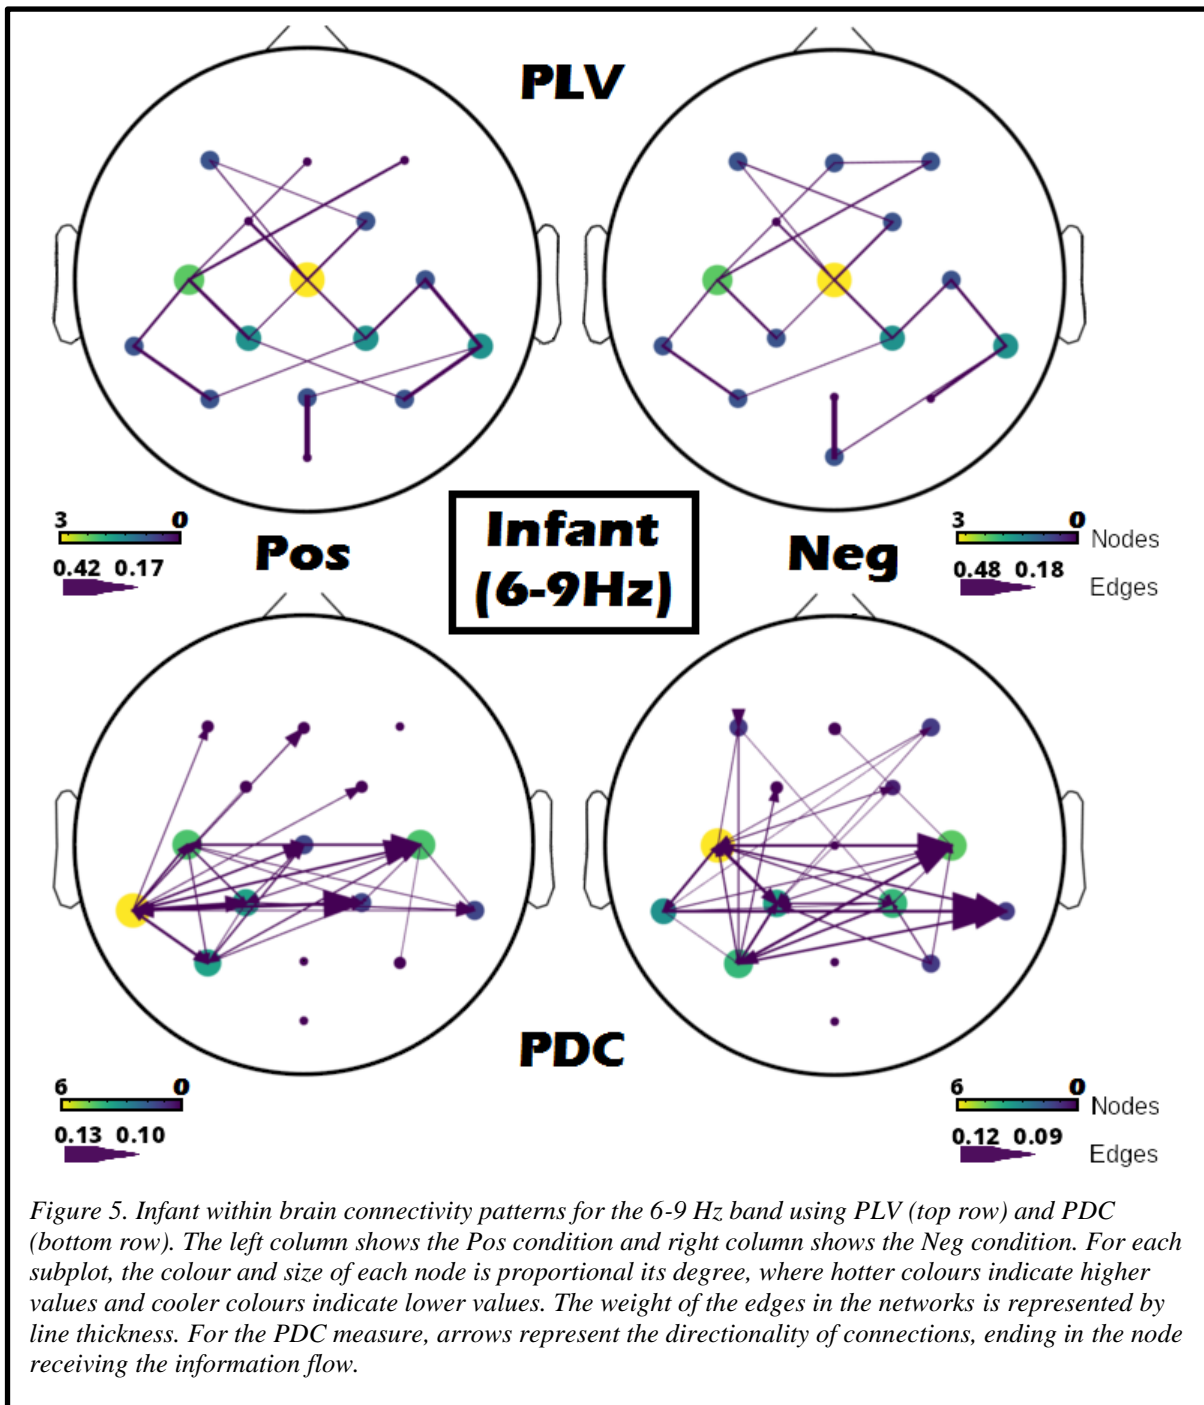 PLV
3 0
0.42 0.17
Pos
Infant
(6-9Hz)
Neg
3 0
Nodes
0.48 0.18
Edges
PDC
6 0
0.13 0.10
6 0
Nodes
0.12 0.09
Edges
Figure 5. Infant within brain connectivity patterns for the 6-9 Hz band using PLV (top row) and PDC
(bottom row). The left column shows the Pos condition and right column shows the Neg condition. For each
subplot, the colour and size of each node is proportional its degree, where hotter colours indicate higher
values and cooler colours indicate lower values. The weight of the edges in the networks is represented by
line thickness. For the PDC measure, arrows represent the directionality of connections, ending in the node
receiving the information flow.